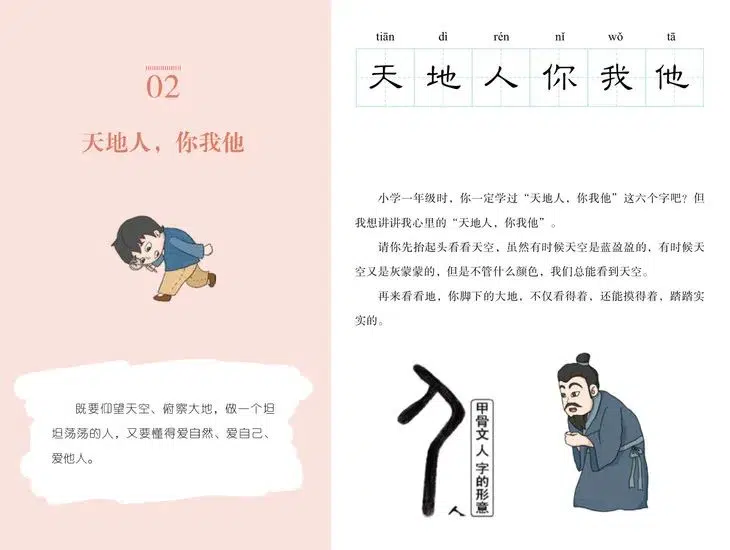 02
天地人，你我他
既要仰望天空、俯察大地，做一个坦
坦荡荡的人，又要懂得爱自然、爱自己、
爱他人。
tiān dì rén nǐ wǒ tā
天地人你我他
小学一年级时，你一定学过“天地人，你我他”这六个字吧？但
我想讲讲我心里的“天地人，你我他”。
请你先抬起头看看天空，虽然有时候天空是蓝盈盈的，有时候天
空又是灰蒙蒙的，但是不管什么颜色，我们总能看到天空。
再来看看地，你脚下的大地，不仅看得着，还能摸得着，踏踏实
实的。
甲骨文 人 字的形意
人